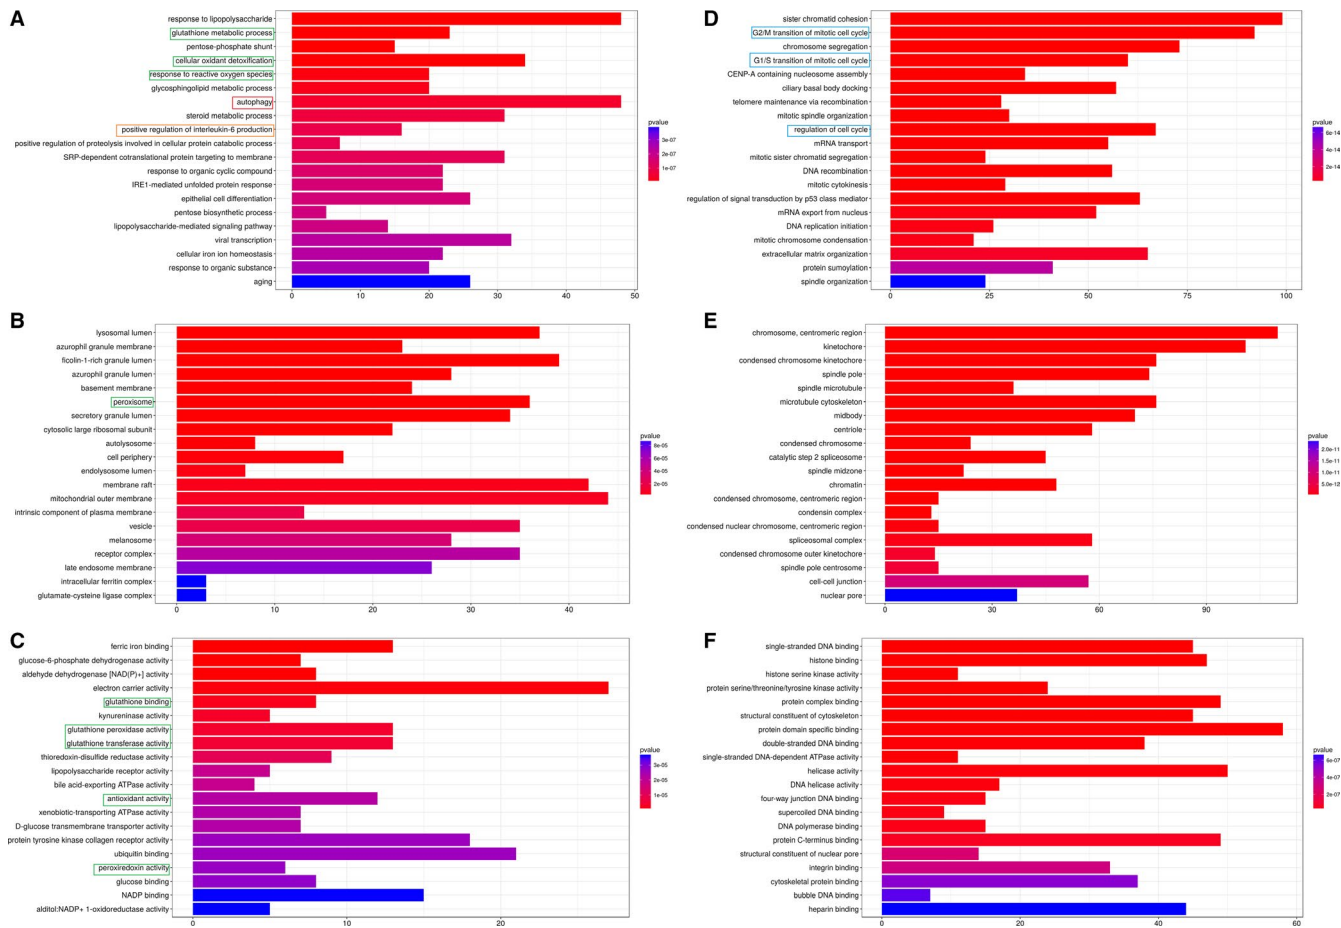 A
response to lipopolysaccharide
glutathione metabolic process
pentose-phosphate shunt
cellular oxidant detoxification
response to reactive oxygen species
glycosphingolipid metabolic process
autophagy
steroid metabolic process
positive regulation of interleukin-6 production
positive regulation of proteolysis involved in cellular protein catabolic process
SRP-dependent cotranslational protein targeting to membrane
response to organic cyclic compound
IRE1-mediated unfolded protein response
epithelial cell differentiation
pentose biosynthetic process
lipopolysaccharide-mediated signaling pathway
viral transcription
cellular iron ion homeostasis
response to organic substance
aging
0 10 20 30 40 50
pvalue
3e-07
2e-07
1e-07
B
lysosomal lumen
azurophil granule membrane
ficolin-1-rich granule lumen
azurophil granule lumen
basement membrane
peroxisome
secretory granule lumen
cytosolic large ribosomal subunit
autolysosome
cell periphery
endolysosome lumen
membrane raft
mitochondrial outer membrane
intrinsic component of plasma membrane
vesicle
melanosome
receptor complex
late endosome membrane
intracellular ferritin complex
glutamate-cysteine ligase complex
0 10 20 30 40
pvalue
8e-05
6e-05
4e-05
2e-05
C
ferric iron binding
glucose-6-phosphate dehydrogenase activity
aldehyde dehydrogenase [NAD(P)+] activity
electron carrier activity
glutathione binding
kynureninase activity
glutathione peroxidase activity
glutathione transferase activity
thioredoxin-disulfide reductase activity
lipopolysaccharide receptor activity
bile acid-exporting ATPase activity
antioxidant activity
xenobiotic-transporting ATPase activity
D-glucose transmembrane transporter activity
protein tyrosine kinase collagen receptor activity
ubiquitin binding
peroxiredoxin activity
glucose binding
NADP binding
alditol:NADP+ 1-oxidoreductase activity
0 10 20
pvalue
3e-05
2e-05
1e-05
D
sister chromatid cohesion
G2/M transition of mitotic cell cycle
chromosome segregation
G1/S transition of mitotic cell cycle
CENP-A containing nucleosome assembly
ciliary basal body docking
telomere maintenance via recombination
mitotic spindle organization
regulation of cell cycle
mRNA transport
mitotic sister chromatid segregation
DNA recombination
mitotic cytokinesis
regulation of signal transduction by p53 class mediator
mRNA export from nucleus
DNA replication initiation
mitotic chromosome condensation
extracellular matrix organization
protein sumoylation
spindle organization
0 25 50 75 100
pvalue
6e-14
4e-14
2e-14
E
chromosome, centromeric region
kinetochore
condensed chromosome kinetochore
spindle pole
spindle microtubule
microtubule cytoskeleton
midbody
centriole
condensed chromosome
catalytic step 2 spliceosome
spindle midzone
chromatin
condensed chromosome, centromeric region
condensin complex
condensed nuclear chromosome, centromeric region
spliceosomal complex
condensed chromosome outer kinetochore
spindle pole centrosome
cell-cell junction
nuclear pore
0 30 60 90
pvalue
2.0e-11
1.5e-11
1.0e-11
5.0e-12
F
single-stranded DNA binding
histone binding
histone serine kinase activity
protein serine/threonine/tyrosine kinase activity
protein complex binding
structural constituent of cytoskeleton
protein domain specific binding
double-stranded DNA binding
single-stranded DNA-dependent ATPase activity
helicase activity
DNA helicase activity
four-way junction DNA binding
supercoiled DNA binding
DNA polymerase binding
protein C-terminus binding
structural constituent of nuclear pore
integrin binding
cytoskeletal protein binding
bubble DNA binding
heparin binding
0 20 40 60
pvalue
6e-07
4e-07
2e-07